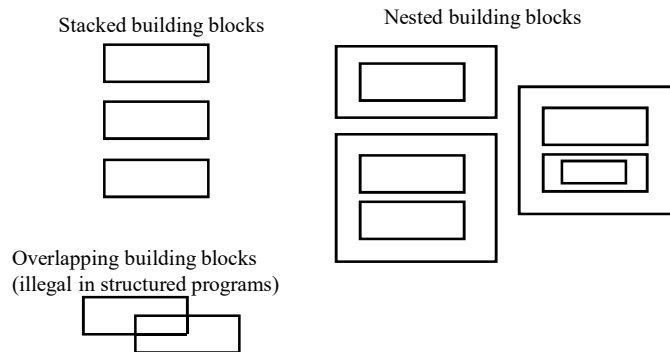 Stacked building blocks
Nested building blocks
Overlapping building blocks
(illegal in structured programs)